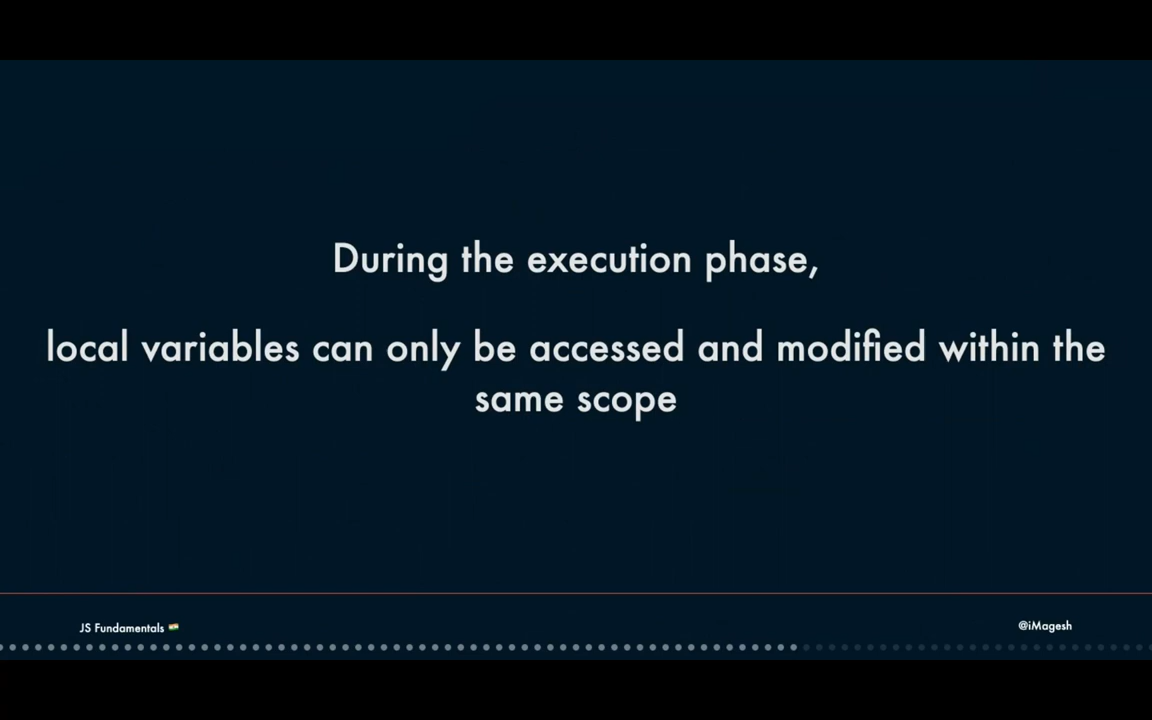 During the execution phase,
local variables can only be accessed and modified within the
same scope
JS Fundamentals 🇮🇳
@iMagesh